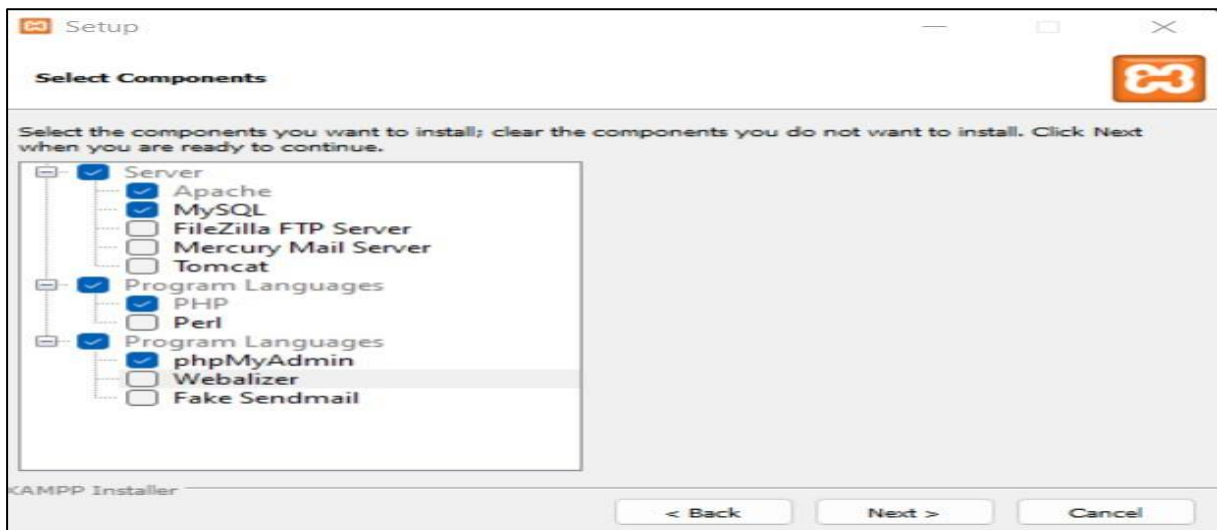 Setup
Select Components
Select the components you want to install; clear the components you do not want to install. Click Next
when you are ready to continue.
Server
Apache
MySQL
FileZilla FTP Server
Mercury Mail Server
Tomcat
Program Languages
PHP
Perl
Program Languages
phpMyAdmin
Webalizer
Fake Sendmail
XAMPP Installer
< Back
Next >
Cancel